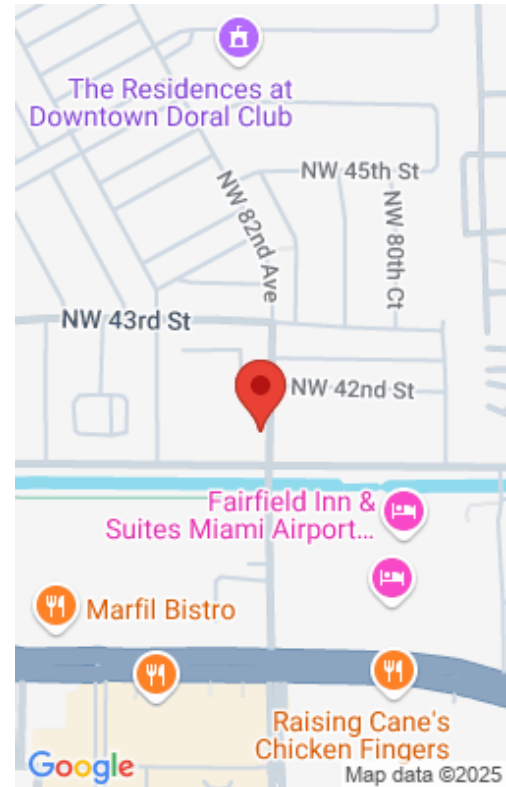 The Residences at
Downtown Doral Club
NW 45th St
NW 82nd Ave
NW 80th Ct
NW 43rd St
NW 42nd St
Fairfield Inn &
Suites Miami Airport...
Marfil Bistro
Raising Cane's
Chicken Fingers
Google
Map data ©2025